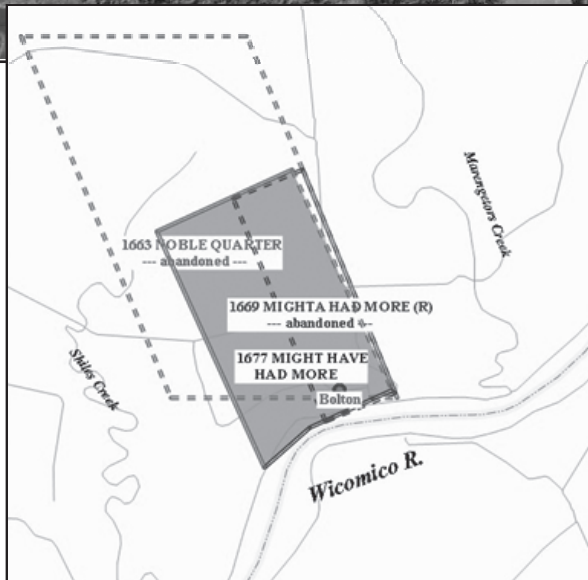 Marengetors Creek
1663 NOBLE QUARTER
--- abandoned ---
1669 MIGHTA HAD MORE (R)
--- abandoned ---
1677 MIGHT HAVE
HAD MORE
Shiles Creek
Bolton
Wicomico R.